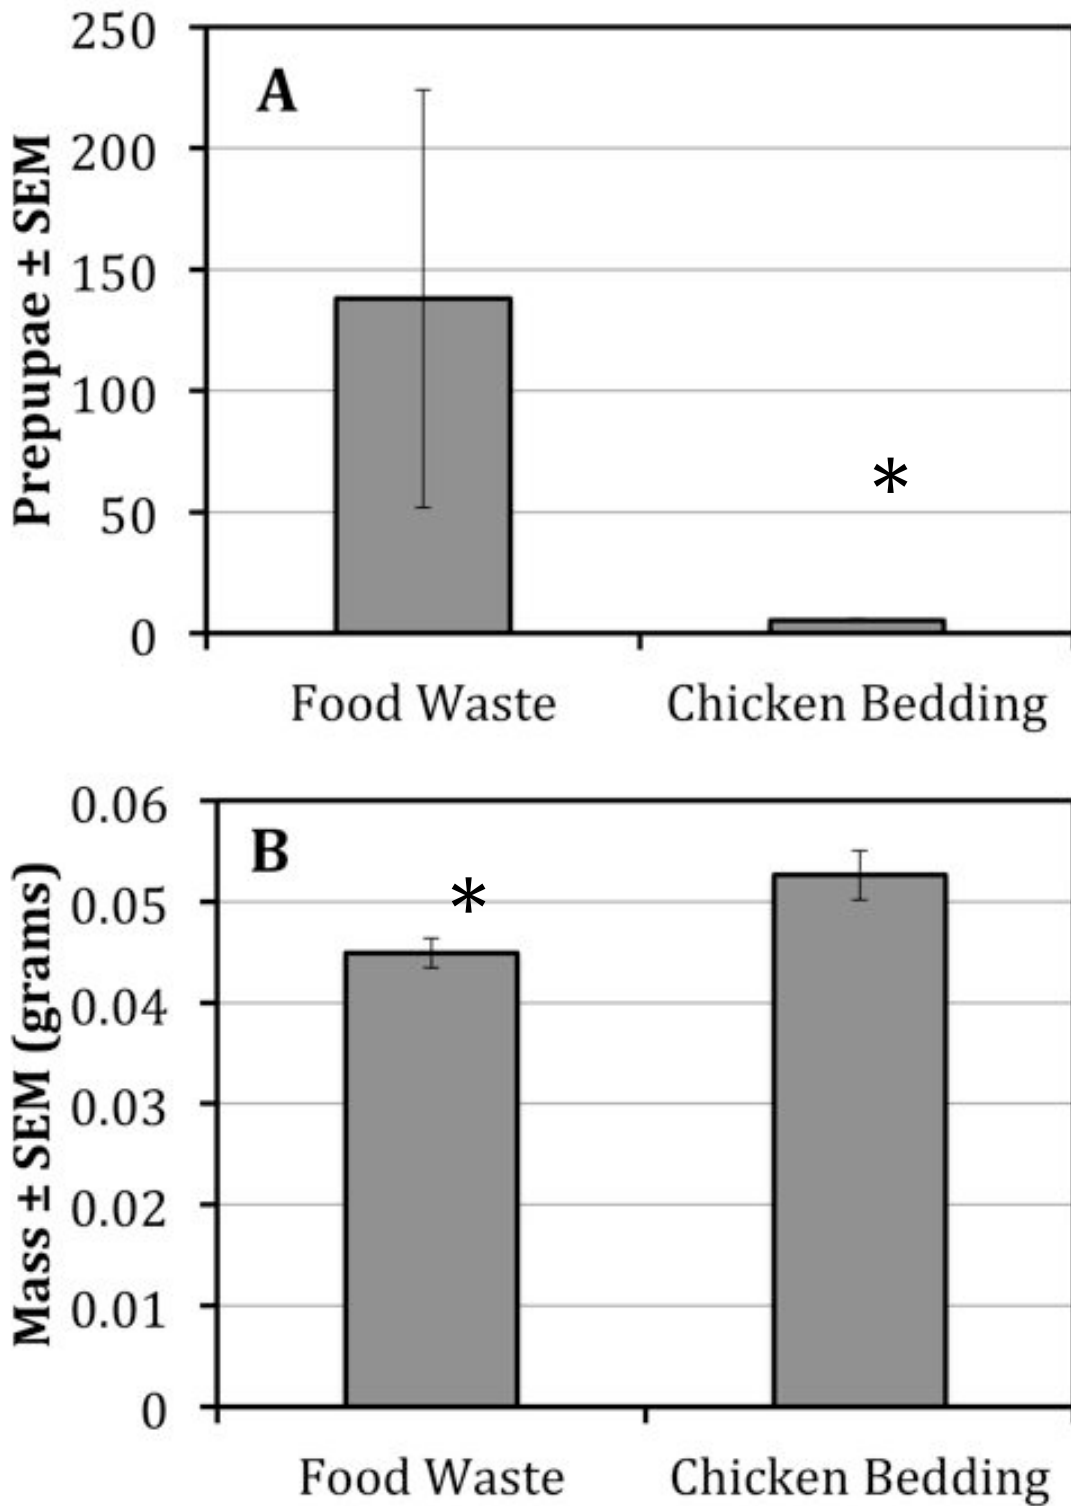 A
Prepupae ± SEM
250
200
150
100
50
0
*
Food Waste
Chicken Bedding
B
Mass ± SEM (grams)
0.06
0.05
0.04
0.03
0.02
0.01
0
*
Food Waste
Chicken Bedding